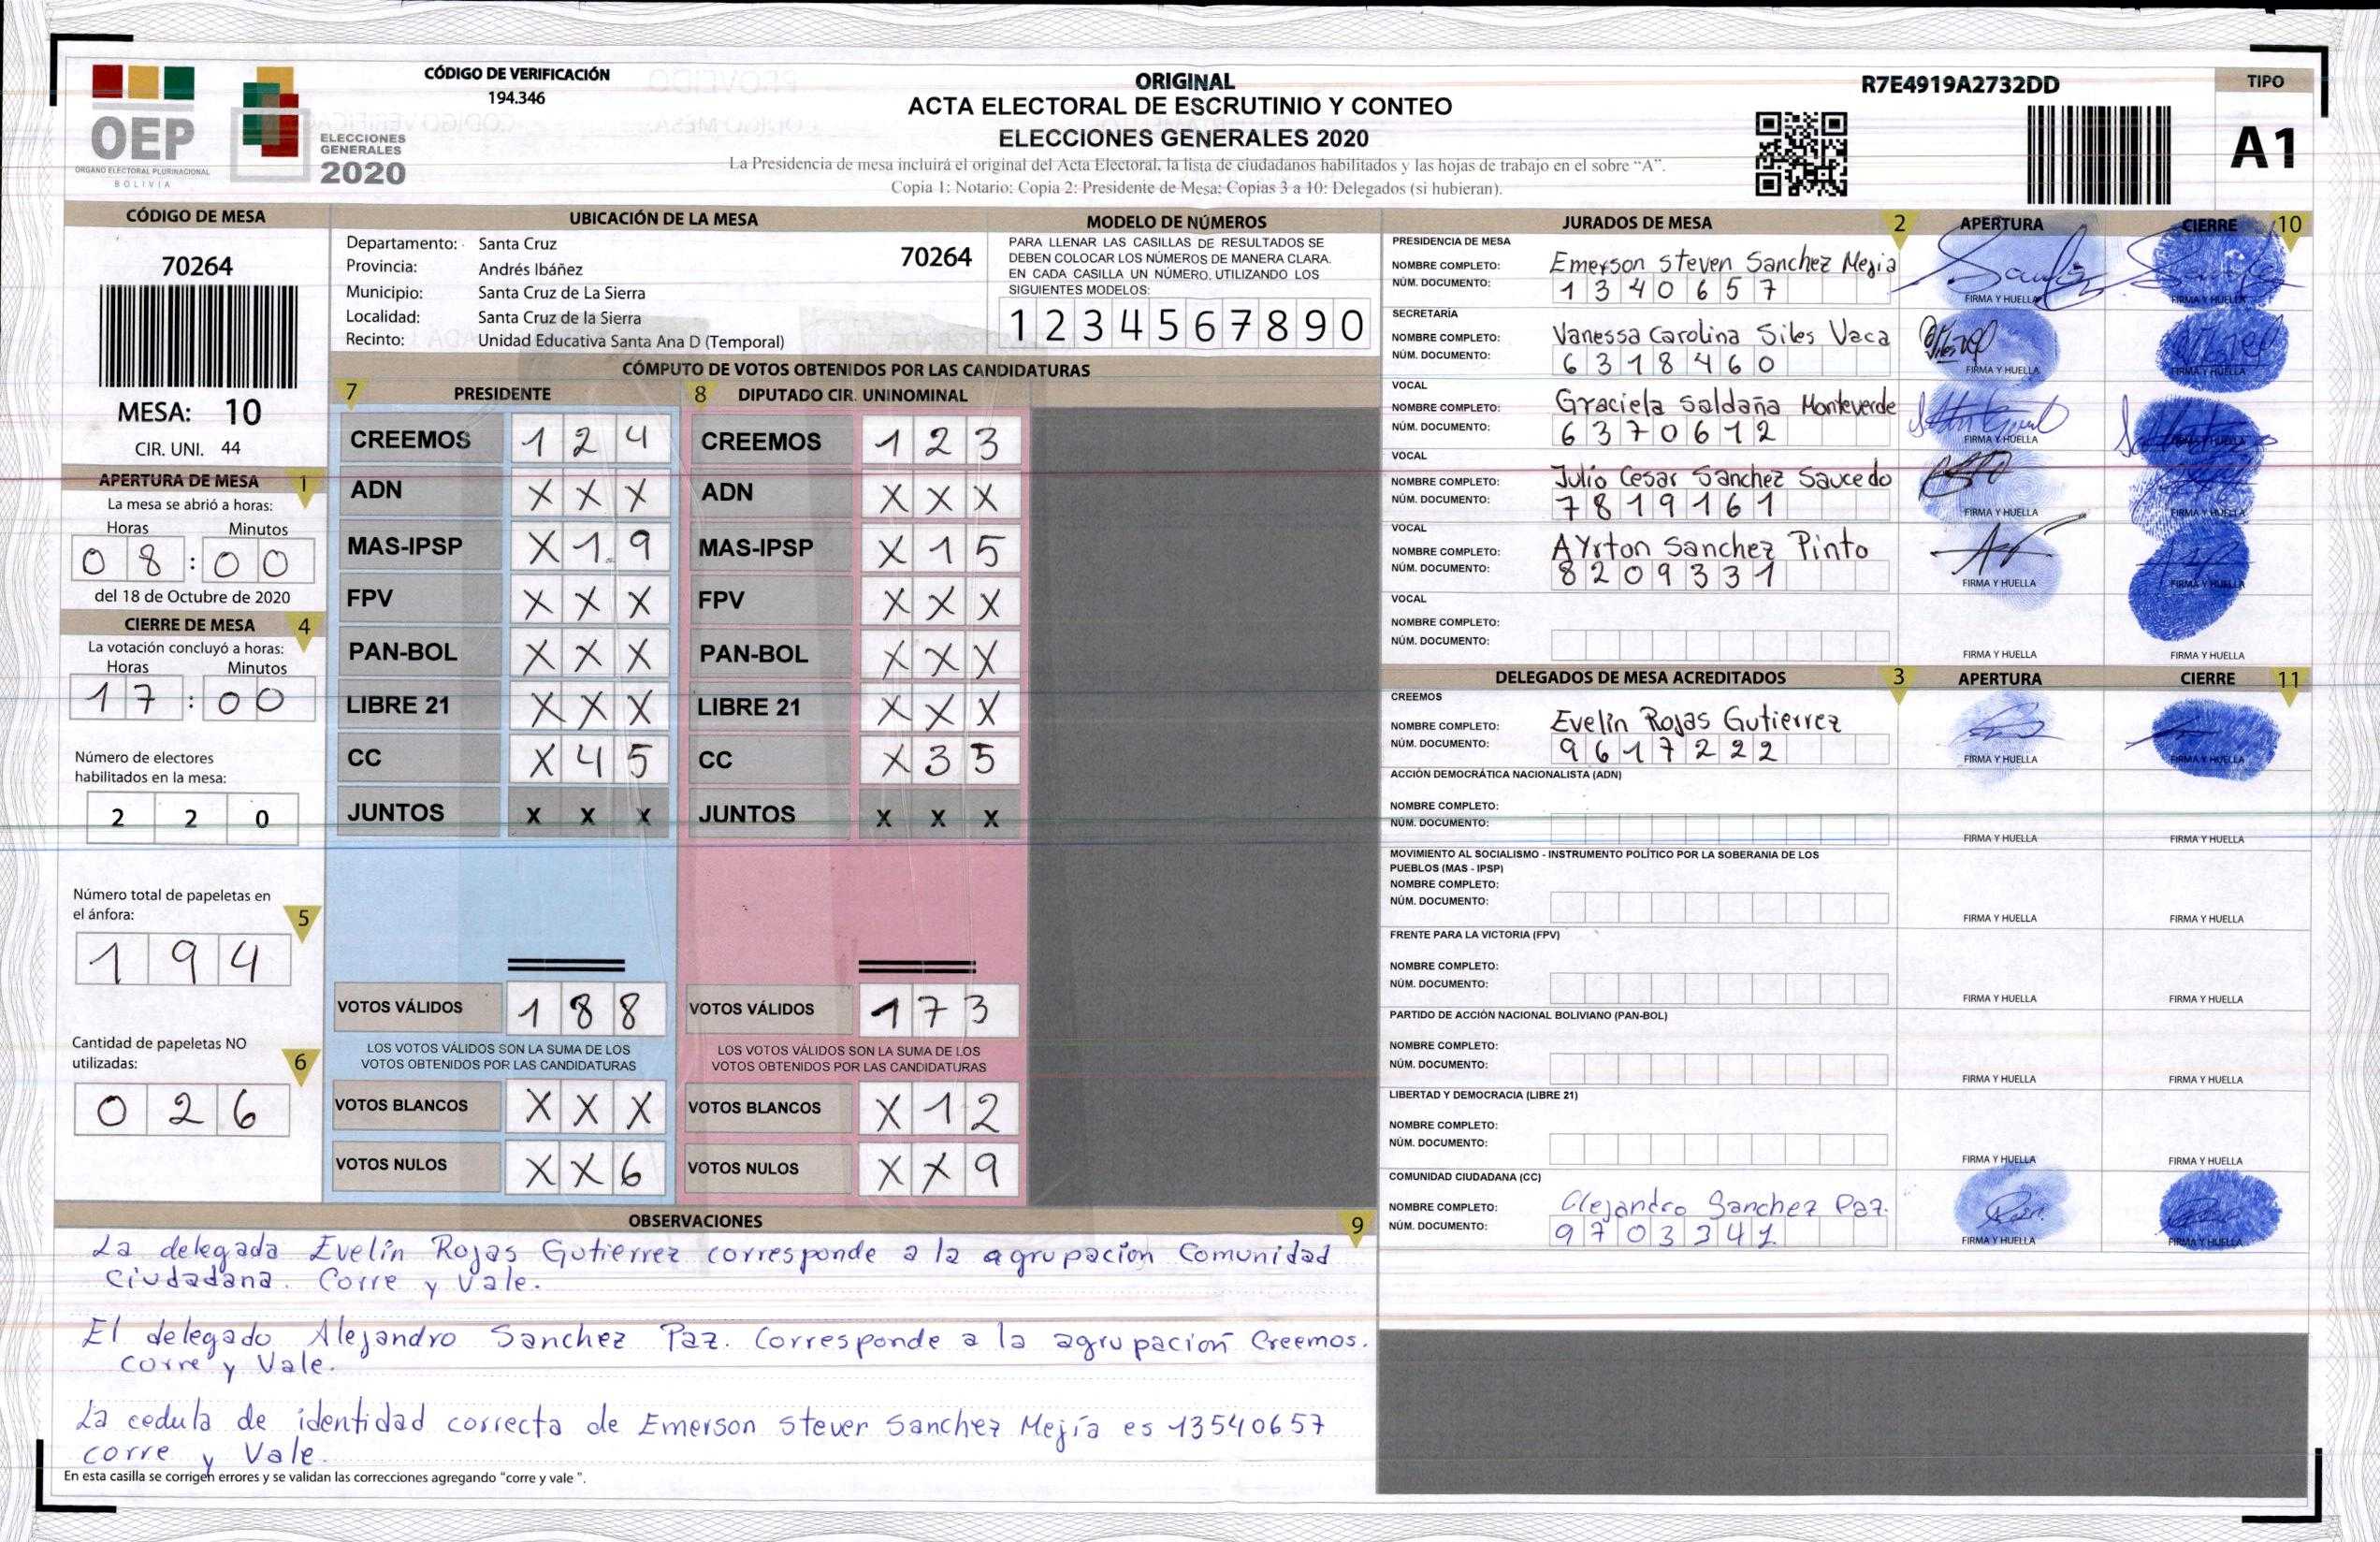 OEP
ORGANO ELECTORAL PLURINACIONAL
BOLIVIA
ELECCIONES
GENERALES
2020
CÓDIGO DE VERIFICACIÓN
194.346
ORIGINAL
ACTA ELECTORAL DE ESCRUTINIO Y CONTEO
ELECCIONES GENERALES 2020
La Presidencia de mesa incluirá el original del Acta Electoral, la lista de ciudadanos habilitados y las hojas de trabajo en el sobre "A".
Copia 1: Notario; Copia 2: Presidente de Mesa; Copias 3 a 10: Delegados (si hubieran).
R7E4919A2732DD
TIPO
A1
CÓDIGO DE MESA
70264
MESA: 10
CIR. UNI. 44
APERTURA DE MESA 1
La mesa se abrió a horas:
Horas Minutos
0 8 : 0 0
del 18 de Octubre de 2020
CIERRE DE MESA 4
La votación concluyó a horas:
Horas Minutos
1 7 : 0 0
Número de electores
habilitados en la mesa:
2 2 0
Número total de papeletas en
el ánfora: 5
1 9 4
Cantidad de papeletas NO
utilizadas: 6
0 2 6
UBICACIÓN DE LA MESA
Departamento: Santa Cruz 70264
Provincia: Andrés Ibáñez
Municipio: Santa Cruz de La Sierra
Localidad: Santa Cruz de la Sierra
Recinto: Unidad Educativa Santa Ana D (Temporal)
MODELO DE NÚMEROS
PARA LLENAR LAS CASILLAS DE RESULTADOS SE
DEBEN COLOCAR LOS NÚMEROS DE MANERA CLARA.
EN CADA CASILLA UN NÚMERO, UTILIZANDO LOS
SIGUIENTES MODELOS:
1 2 3 4 5 6 7 8 9 0
CÓMPUTO DE VOTOS OBTENIDOS POR LAS CANDIDATURAS
7 PRESIDENTE 8 DIPUTADO CIR. UNINOMINAL
CREEMOS 1 2 4 CREEMOS 1 2 3
ADN X X X ADN X X X
MAS-IPSP X 1 9 MAS-IPSP X 1 5
FPV X X X FPV X X X
PAN-BOL X X X PAN-BOL X X X
LIBRE 21 X X X LIBRE 21 X X X
CC X 4 5 CC X 3 5
JUNTOS X X X JUNTOS X X X
VOTOS VÁLIDOS 1 8 8 VOTOS VÁLIDOS 1 7 3
LOS VOTOS VÁLIDOS SON LA SUMA DE LOS LOS VOTOS VÁLIDOS SON LA SUMA DE LOS
VOTOS OBTENIDOS POR LAS CANDIDATURAS VOTOS OBTENIDOS POR LAS CANDIDATURAS
VOTOS BLANCOS X X X VOTOS BLANCOS X 1 2
VOTOS NULOS X X 6 VOTOS NULOS X X 9
OBSERVACIONES 9
La delegada Evelín Rojas Gutierrez corresponde a la agrupación Comunidad
Ciudadana. Corre y Vale.
El delegado Alejandro Sanchez Paz. Corresponde a la agrupación Creemos.
corre y Vale.
La cedula de identidad correcta de Emerson Stever Sanchez Mejía es 13540657
corre y Vale.
En esta casilla se corrigen errores y se validan las correcciones agregando "corre y vale ".
JURADOS DE MESA 2 APERTURA CIERRE 10
PRESIDENCIA DE MESA
NOMBRE COMPLETO: Emerson Steven Sanchez Mejia
NÚM. DOCUMENTO: 1 3 4 0 6 5 7
FIRMA Y HUELLA FIRMA Y HUELLA
SECRETARÍA
NOMBRE COMPLETO: Vanessa Carolina Siles Vaca
NÚM. DOCUMENTO: 6 3 1 8 4 6 0
FIRMA Y HUELLA FIRMA Y HUELLA
VOCAL
NOMBRE COMPLETO: Graciela Saldaña Monteverde
NÚM. DOCUMENTO: 6 3 7 0 6 1 2
FIRMA Y HUELLA FIRMA Y HUELLA
VOCAL
NOMBRE COMPLETO: Julio Cesar Sanchez Saucedo
NÚM. DOCUMENTO: 7 8 1 9 1 6 1
FIRMA Y HUELLA FIRMA Y HUELLA
VOCAL
NOMBRE COMPLETO: AYrton Sanchez Pinto
NÚM. DOCUMENTO: 8 2 0 9 3 3 1
FIRMA Y HUELLA FIRMA Y HUELLA
VOCAL
NOMBRE COMPLETO:
NÚM. DOCUMENTO:
FIRMA Y HUELLA FIRMA Y HUELLA
DELEGADOS DE MESA ACREDITADOS 3 APERTURA CIERRE 11
CREEMOS
NOMBRE COMPLETO: Evelín Rojas Gutierrez
NÚM. DOCUMENTO: 9 6 1 7 2 2 2
FIRMA Y HUELLA FIRMA Y HUELLA
ACCIÓN DEMOCRÁTICA NACIONALISTA (ADN)
NOMBRE COMPLETO:
NÚM. DOCUMENTO:
FIRMA Y HUELLA FIRMA Y HUELLA
MOVIMIENTO AL SOCIALISMO - INSTRUMENTO POLÍTICO POR LA SOBERANIA DE LOS
PUEBLOS (MAS - IPSP)
NOMBRE COMPLETO:
NÚM. DOCUMENTO:
FIRMA Y HUELLA FIRMA Y HUELLA
FRENTE PARA LA VICTORIA (FPV)
NOMBRE COMPLETO:
NÚM. DOCUMENTO:
FIRMA Y HUELLA FIRMA Y HUELLA
PARTIDO DE ACCIÓN NACIONAL BOLIVIANO (PAN-BOL)
NOMBRE COMPLETO:
NÚM. DOCUMENTO:
FIRMA Y HUELLA FIRMA Y HUELLA
LIBERTAD Y DEMOCRACIA (LIBRE 21)
NOMBRE COMPLETO:
NÚM. DOCUMENTO:
FIRMA Y HUELLA FIRMA Y HUELLA
COMUNIDAD CIUDADANA (CC)
NOMBRE COMPLETO: Alejandro Sanchez Paz.
NÚM. DOCUMENTO: 9 7 0 3 3 4 1
FIRMA Y HUELLA FIRMA Y HUELLA